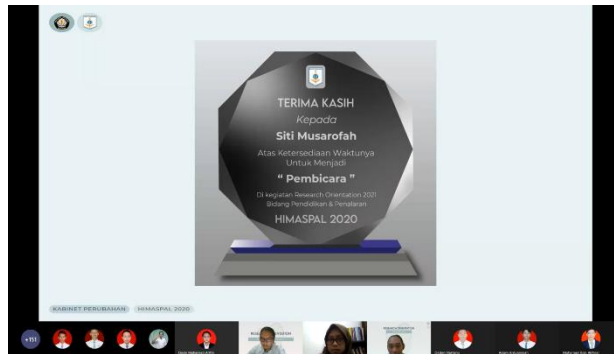 TERIMA KASIH
Kepada
Siti Musarofah
Atas Ketersediaan Waktunya
Untuk Menjadi
“ Pembicara ”
Di kegiatan Research Orientation 2021
Bidang Pendidikan & Penalaran
HIMASPAL 2020
KABINET PERUBAHAN HIMASPAL 2020
+111